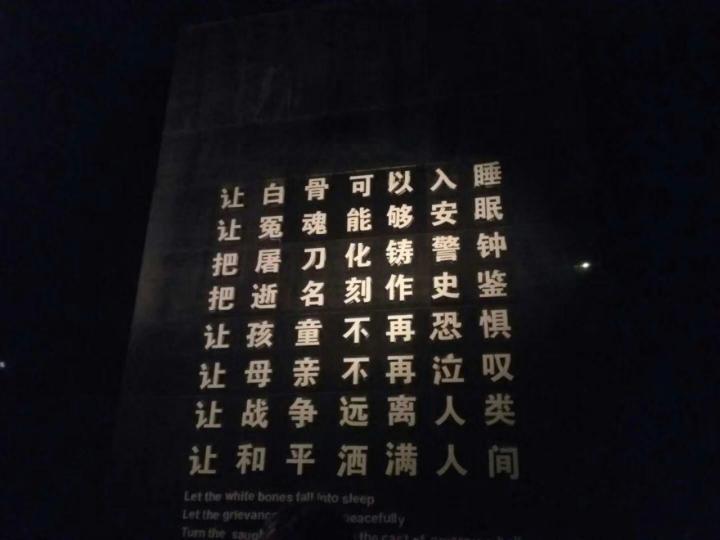 让白骨可以入睡
让冤魂能够安眠
把屠刀化铸警钟
把逝名刻作史鉴
让孩童不再恐惧
让母亲不再泣叹
让战争远离人类
让和平洒满人间
Let the white bones fall into sleep
Let the peacefully
Turn the the cast of